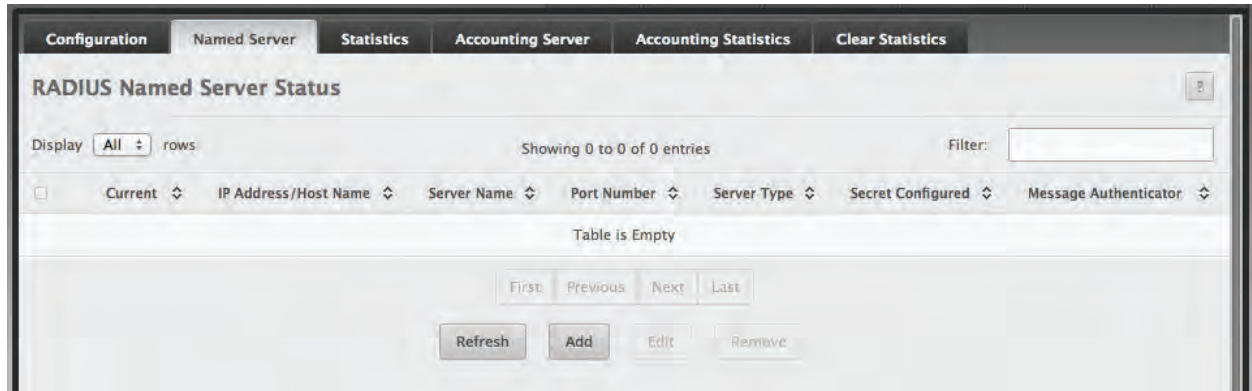 Configuration Named Server Statistics Accounting Server Accounting Statistics Clear Statistics
RADIUS Named Server Status ?
Display All rows Showing 0 to 0 of 0 entries Filter:
Current IP Address/Host Name Server Name Port Number Server Type Secret Configured Message Authenticator
Table is Empty
First Previous Next Last
Refresh Add Edit Remove